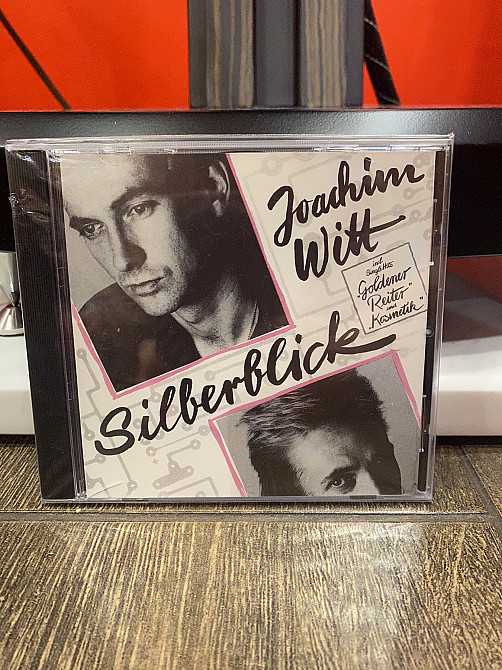 Joachim
Witt
incl.
Single Hits
"Goldener
Reiter"
und
"Kosmetik"
Silberblick